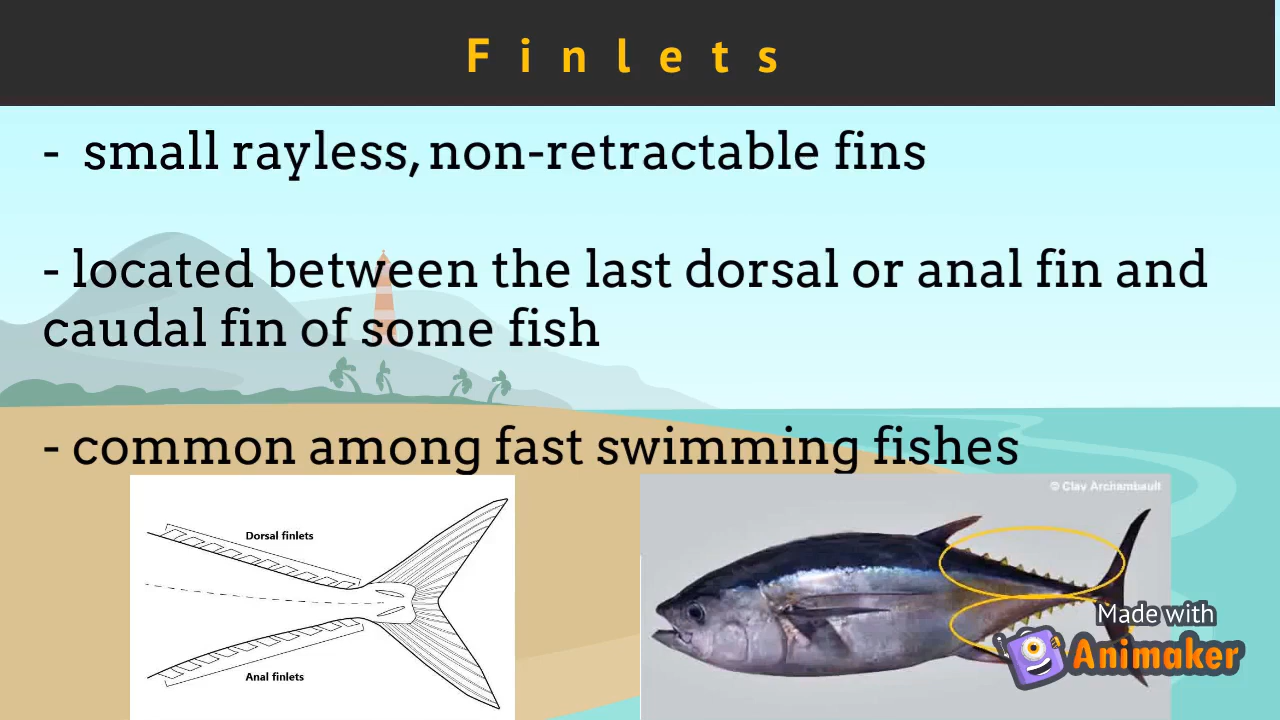 Finlets
- small rayless, non-retractable fins
- located between the last dorsal or anal fin and
caudal fin of some fish
- common among fast swimming fishes
© Clay Archambault
Dorsal finlets
Anal finlets
Made with
Animaker